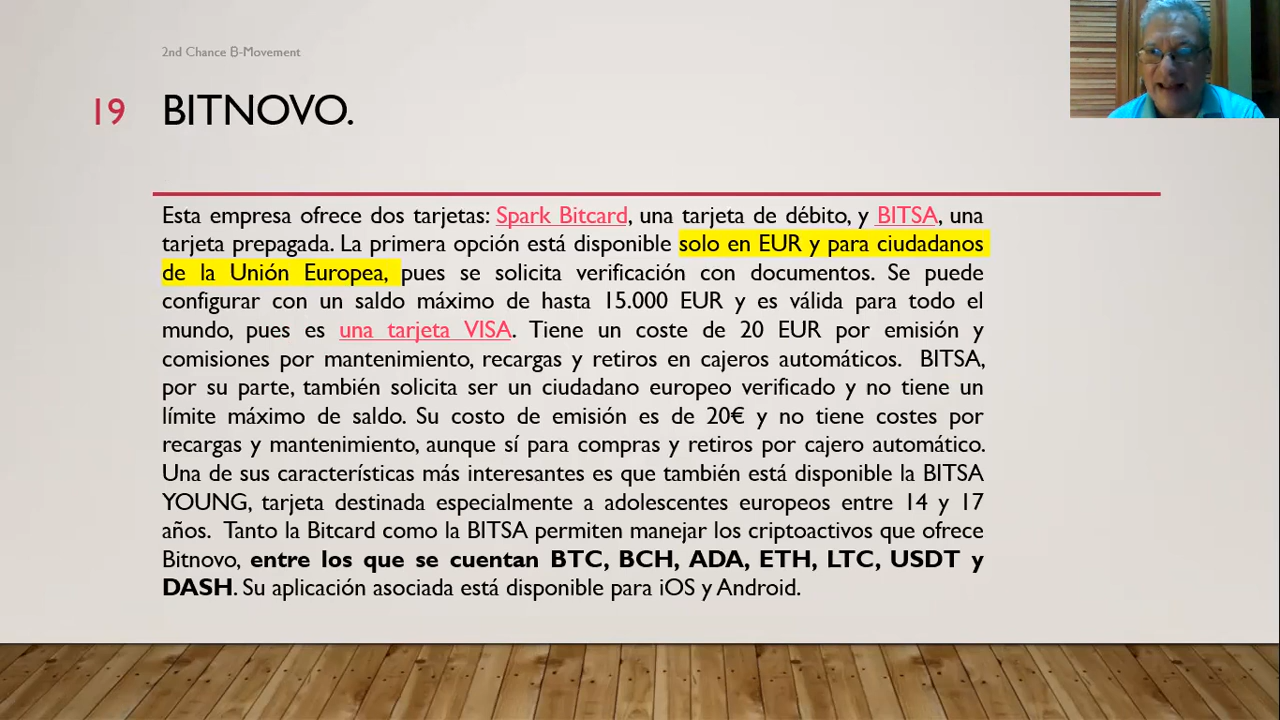 2nd Chance B-Movement
19 BITNOVO.
Esta empresa ofrece dos tarjetas: Spark Bitcard, una tarjeta de débito, y BITSA, una
tarjeta prepagada. La primera opción está disponible solo en EUR y para ciudadanos
de la Unión Europea, pues se solicita verificación con documentos. Se puede
configurar con un saldo máximo de hasta 15.000 EUR y es válida para todo el
mundo, pues es una tarjeta VISA. Tiene un coste de 20 EUR por emisión y
comisiones por mantenimiento, recargas y retiros en cajeros automáticos. BITSA,
por su parte, también solicita ser un ciudadano europeo verificado y no tiene un
límite máximo de saldo. Su costo de emisión es de 20€ y no tiene costes por
recargas y mantenimiento, aunque sí para compras y retiros por cajero automático.
Una de sus características más interesantes es que también está disponible la BITSA
YOUNG, tarjeta destinada especialmente a adolescentes europeos entre 14 y 17
años. Tanto la Bitcard como la BITSA permiten manejar los criptoactivos que ofrece
Bitnovo, entre los que se cuentan BTC, BCH, ADA, ETH, LTC, USDT y
DASH. Su aplicación asociada está disponible para iOS y Android.